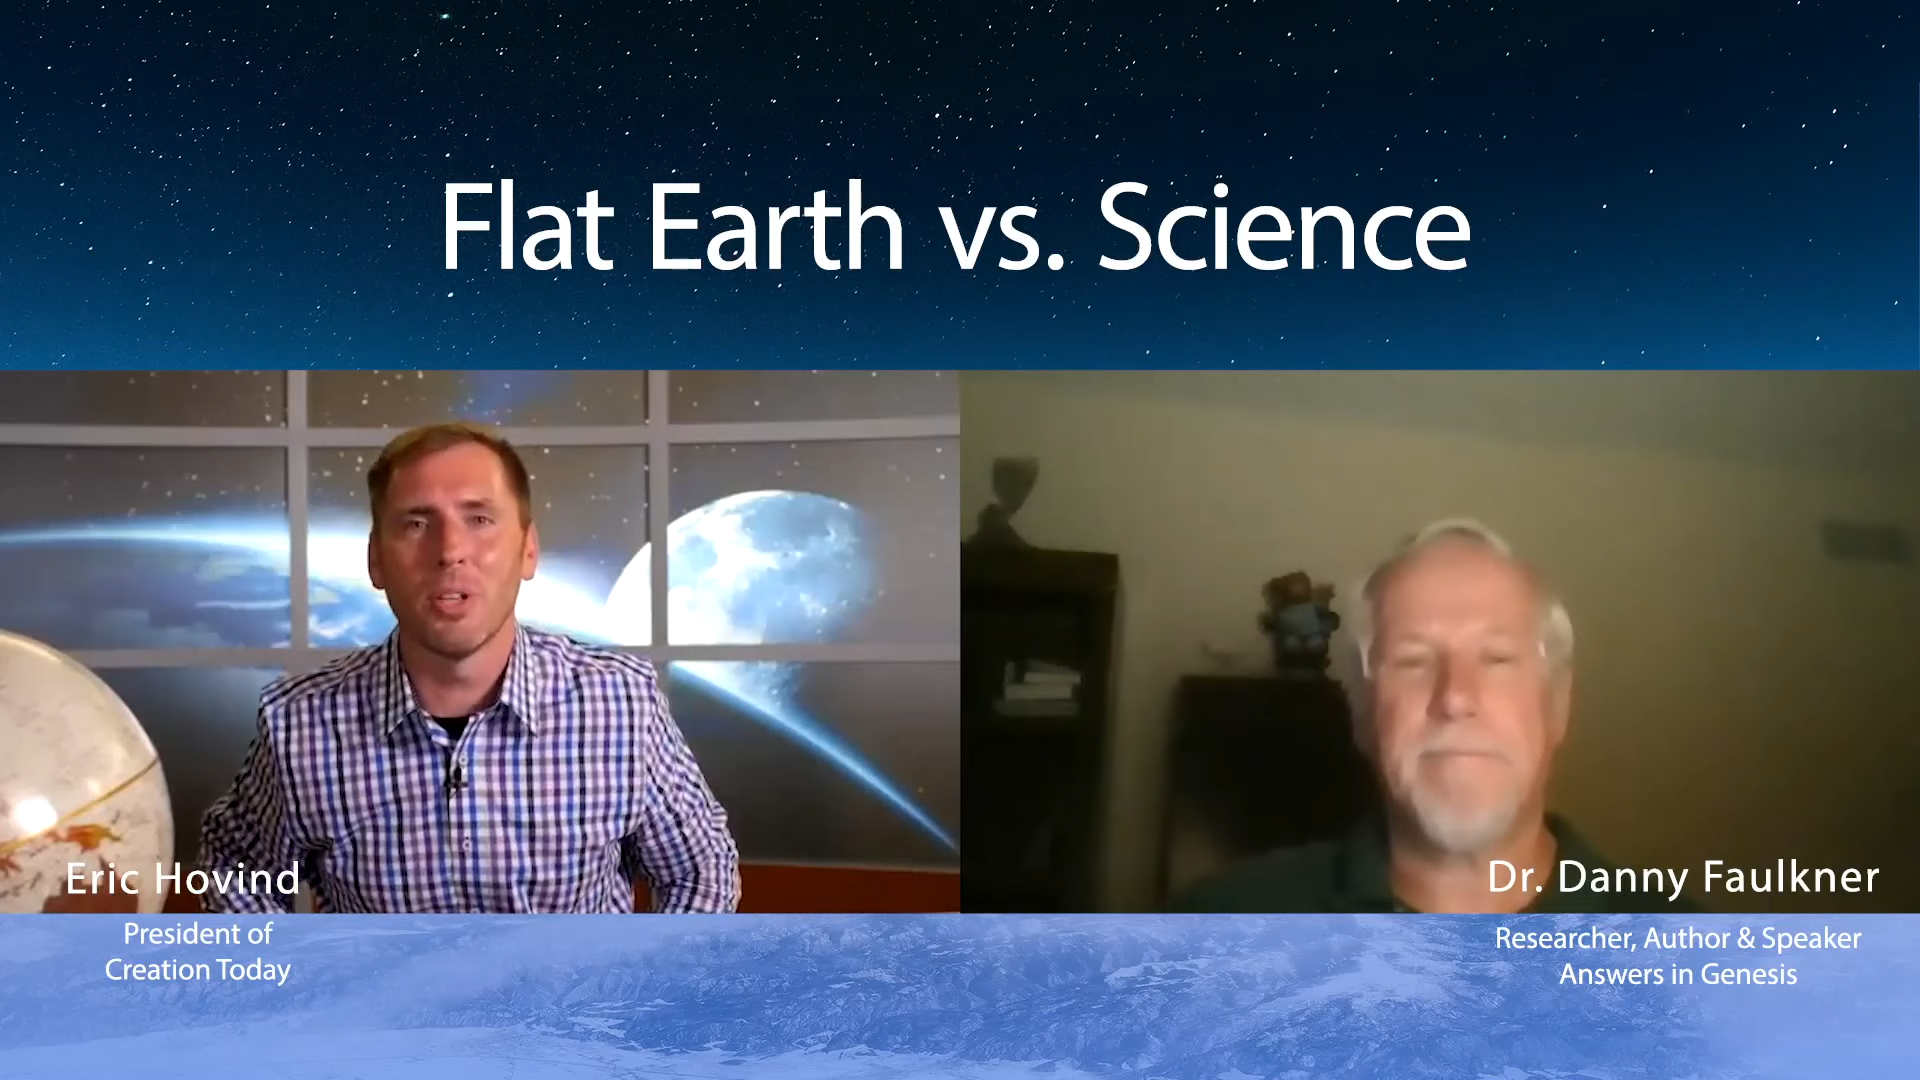 Flat Earth vs. Science
Eric Hovind
President of
Creation Today
Dr. Danny Faulkner
Researcher, Author & Speaker
Answers in Genesis